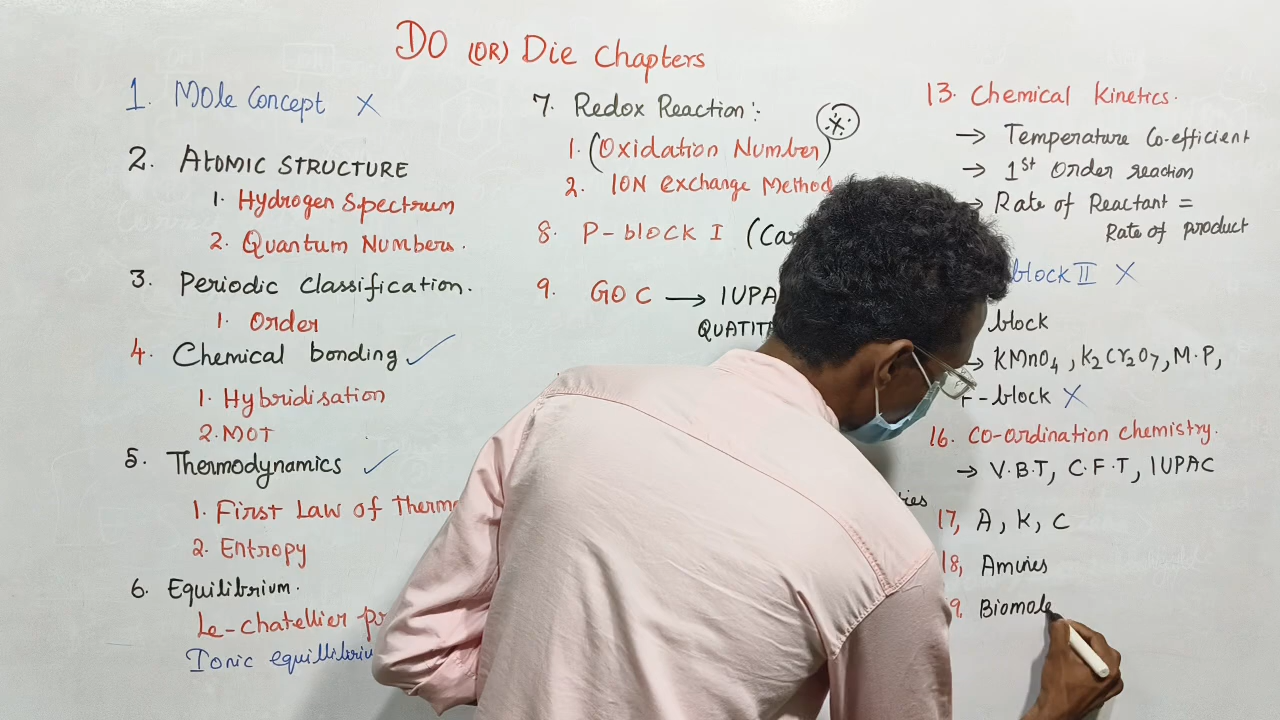 DO (OR) Die Chapters
1. Mole Concept X
2. ATOMIC STRUCTURE
1. Hydrogen Spectrum
2. Quantum Numbers.
3. Periodic Classification.
1. Order
4. Chemical bonding ✓
1. Hybridisation
2. MOT
5. Thermodynamics ✓
1. First Law of Thermo
2. Entropy
6. Equilibrium.
Le-chatellier
Ionic
7. Redox Reaction:-
1. (Oxidation Number)
2. ION exchange Method
8. P-block I
9. GOC → IUPA
13. Chemical Kinetics.
→ Temperature Co-efficient
→ 1st Order reaction
→ Rate of Reactant =
Rate of product
block II X
block
→ KMnO4, K2Cr2O7, M.P,
F-block X
16. Co-ordination chemistry.
→ V.B.T, C.F.T, IUPAC
17, A, K, C
18, Amines
9. Biomole